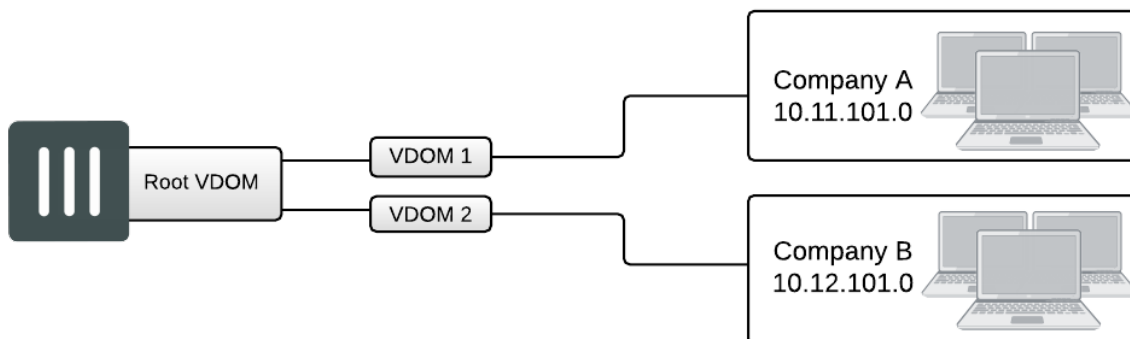 Root VDOM
VDOM 1
VDOM 2
Company A
10.11.101.0
Company B
10.12.101.0